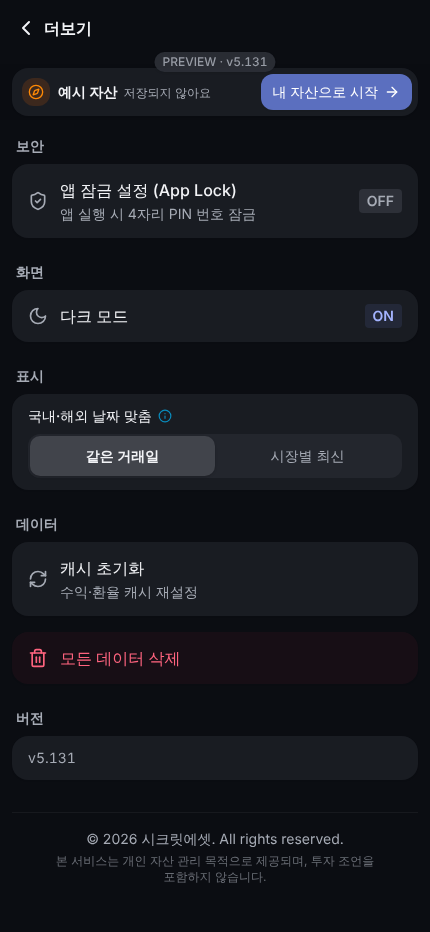 더보기
PREVIEW · v5.131
예시 자산 저장되지 않아요
내 자산으로 시작 →
보안
앱 잠금 설정 (App Lock)
앱 실행 시 4자리 PIN 번호 잠금
OFF
화면
다크 모드
ON
표시
국내·해외 날짜 맞춤
같은 거래일
시장별 최신
데이터
캐시 초기화
수익·환율 캐시 재설정
모든 데이터 삭제
버전
v5.131
© 2026 시크릿에셋. All rights reserved.
본 서비스는 개인 자산 관리 목적으로 제공되며, 투자 조언을
포함하지 않습니다.